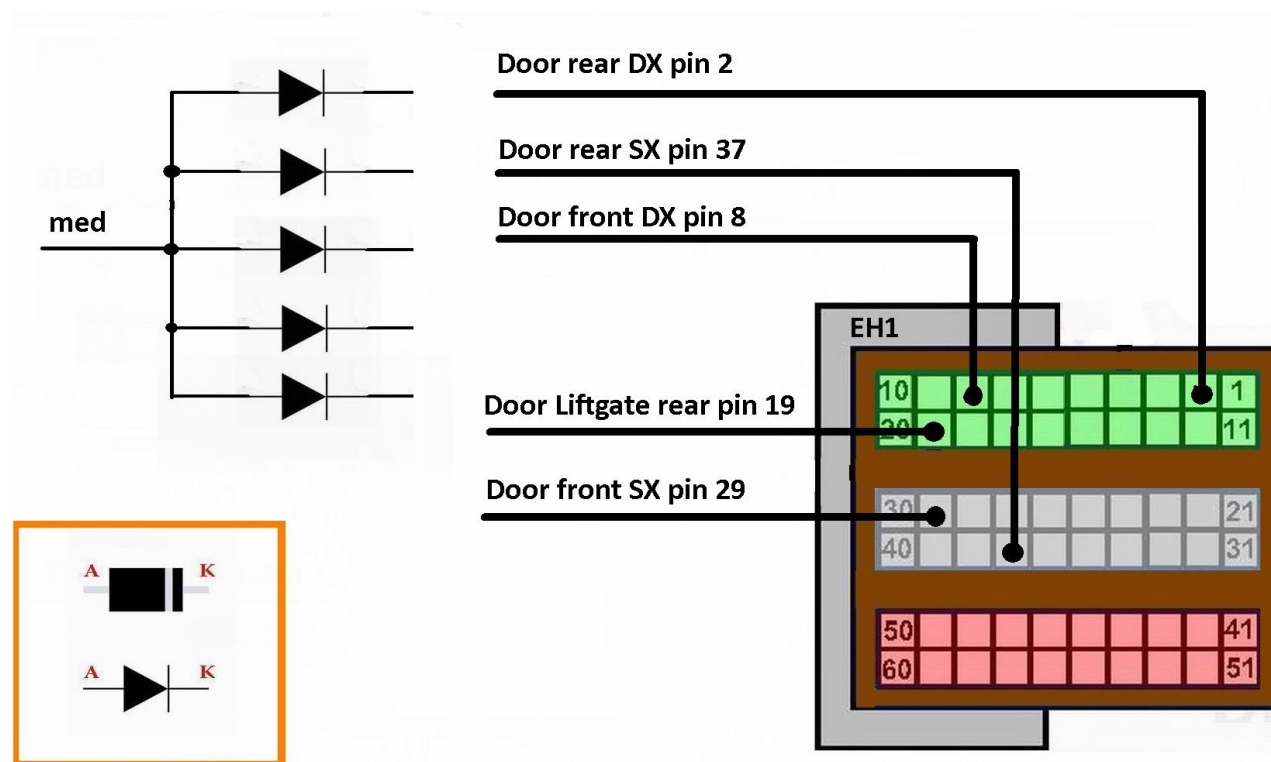 Door rear DX pin 2
Door rear SX pin 37
Door front DX pin 8
med
EH1
10 1
Door Liftgate rear pin 19
20 11
Door front SX pin 29
30 21
40 31
A K
50 41
A K
60 51